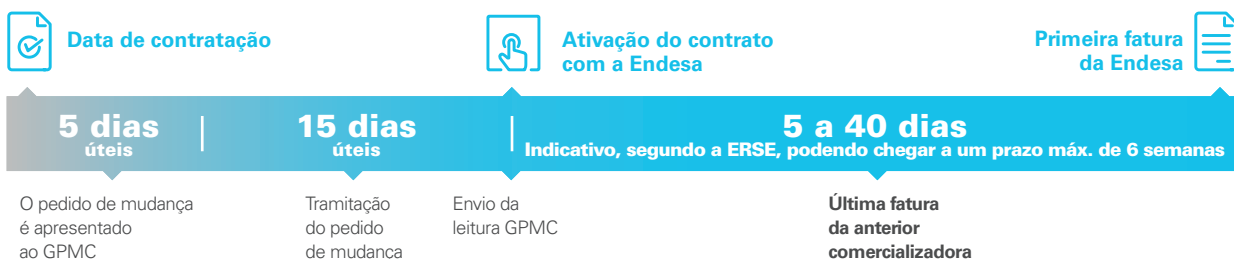 Data de contratação
Ativação do contrato
com a Endesa
Primeira fatura
da Endesa
5 dias
úteis
15 dias
úteis
5 a 40 dias
Indicativo, segundo a ERSE, podendo chegar a um prazo máx. de 6 semanas
O pedido de mudança
é apresentado
ao GPMC
Tramitação
do pedido
de mudanca
Envio da
leitura GPMC
Última fatura
da anterior
comercializadora